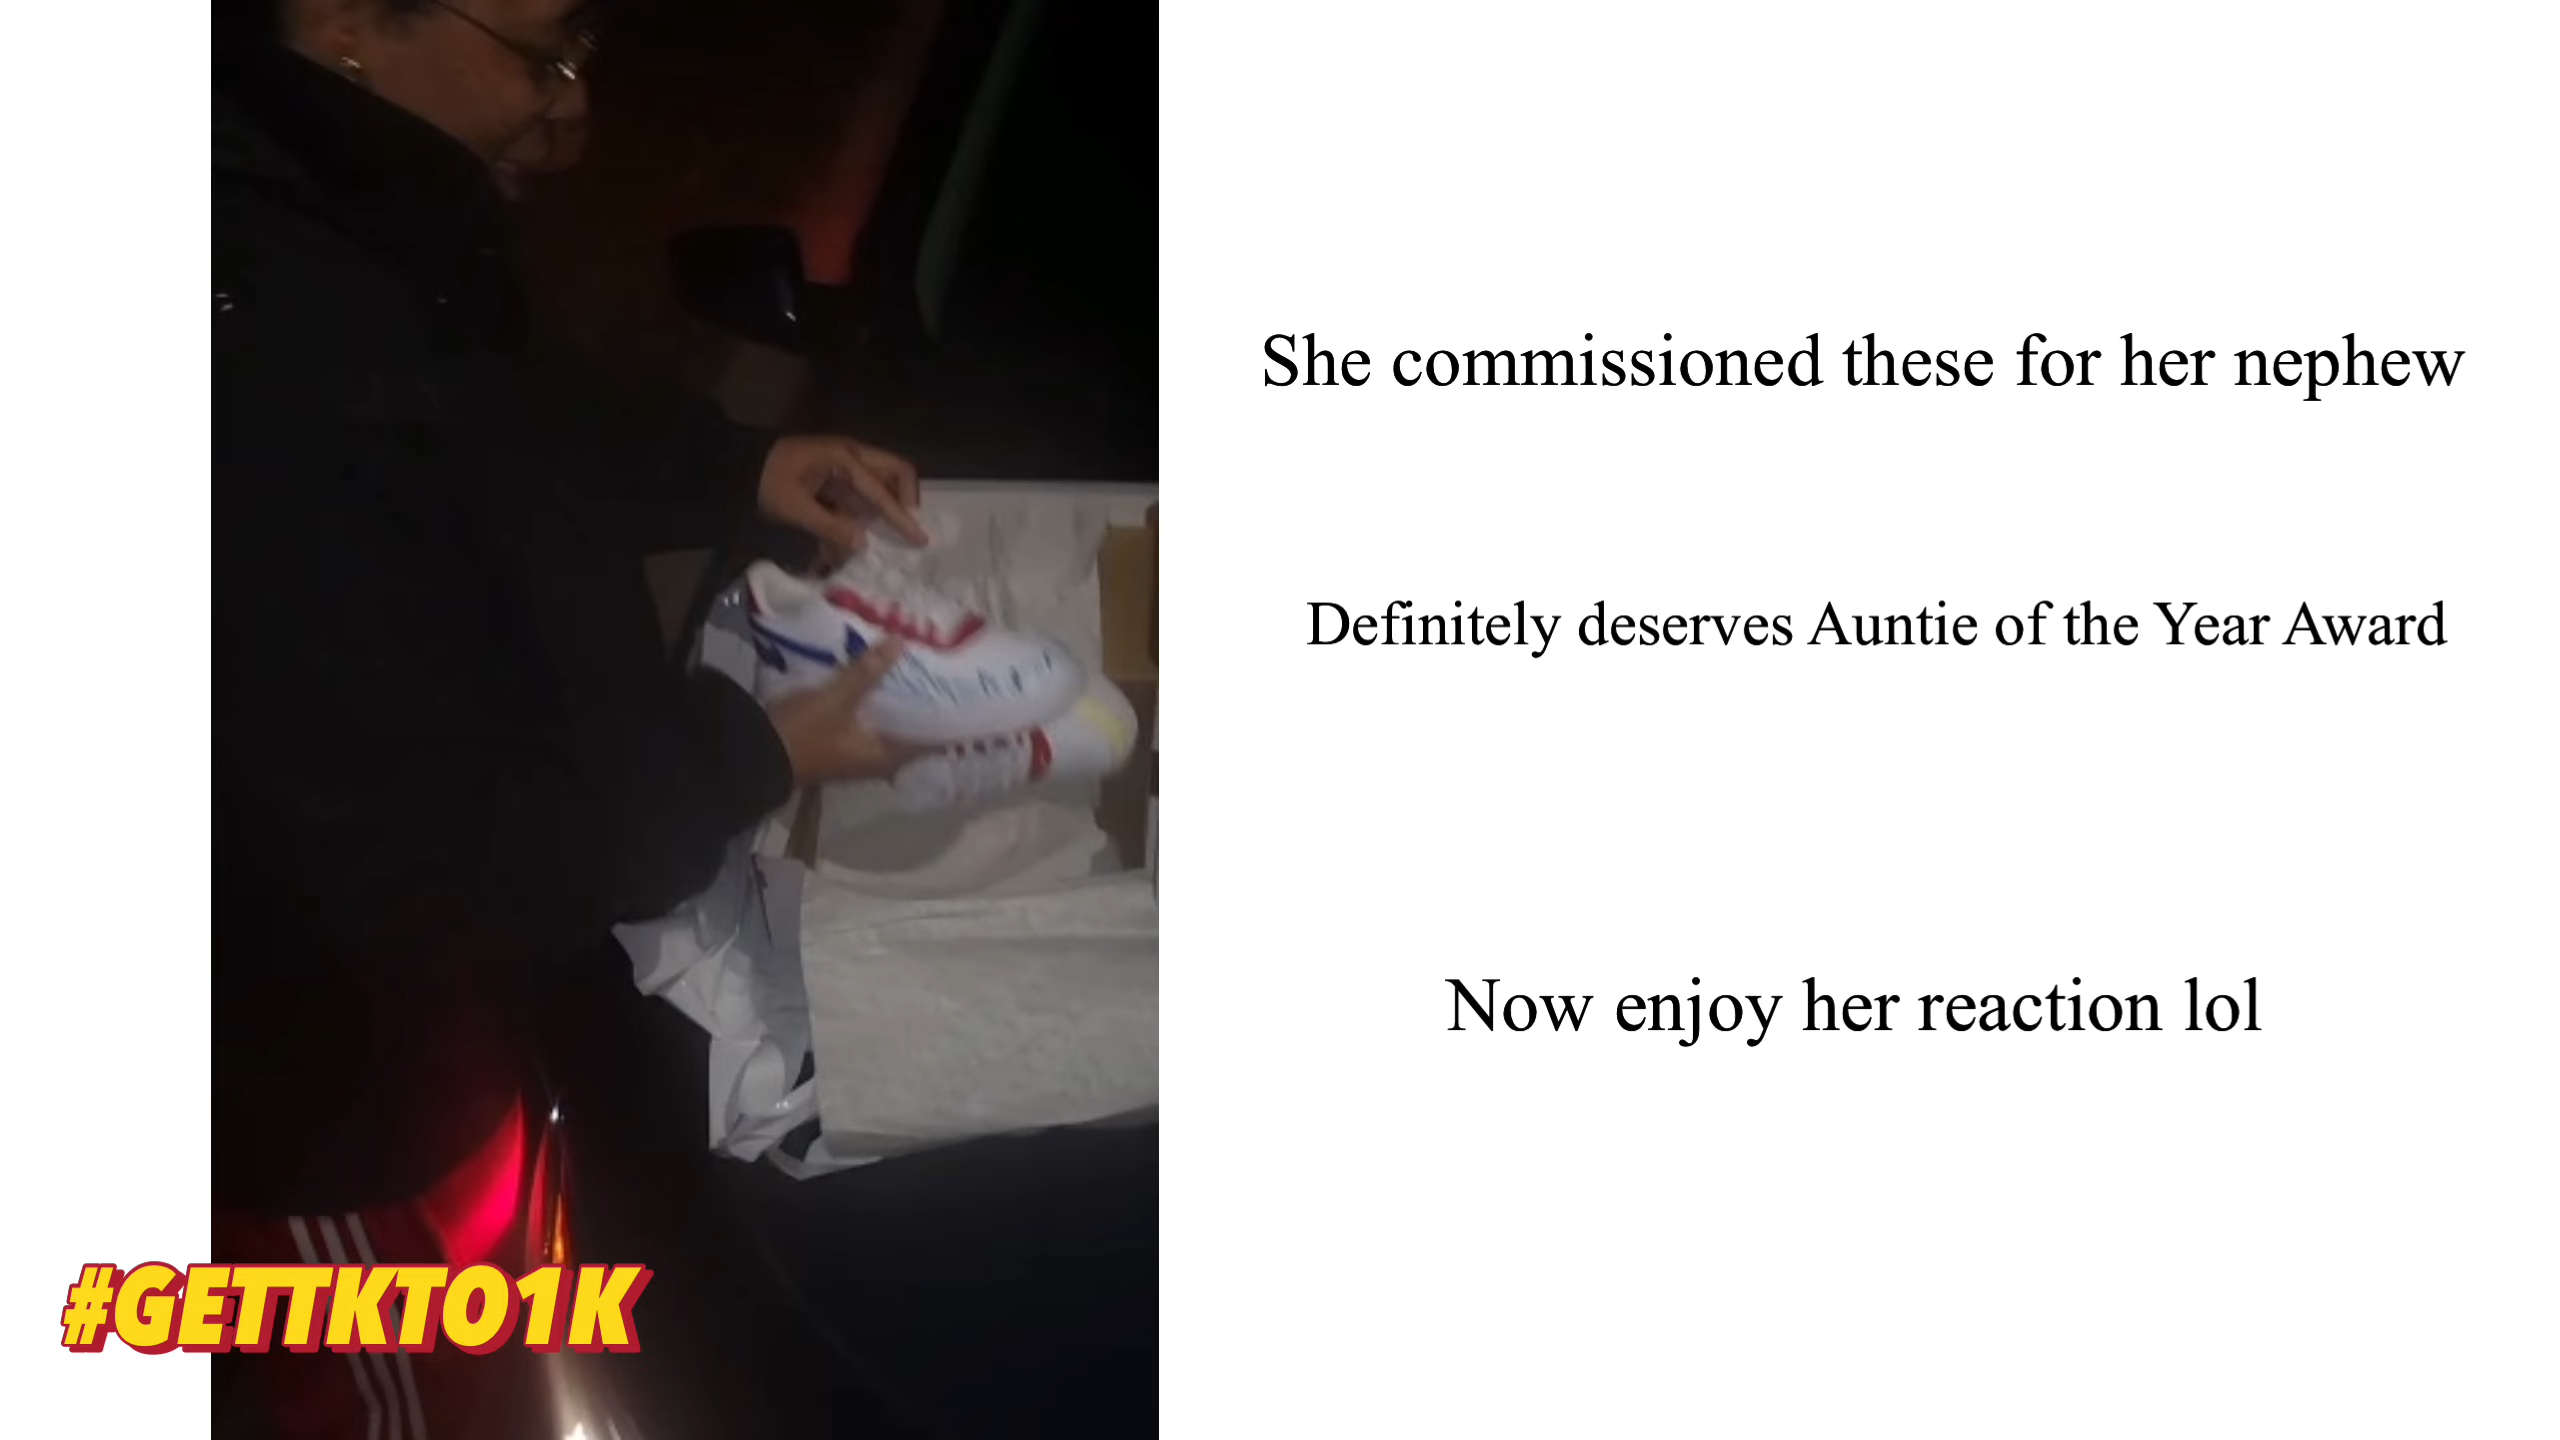 She commissioned these for her nephew
Definitely deserves Auntie of the Year Award
Now enjoy her reaction lol
#GETTKTO1K